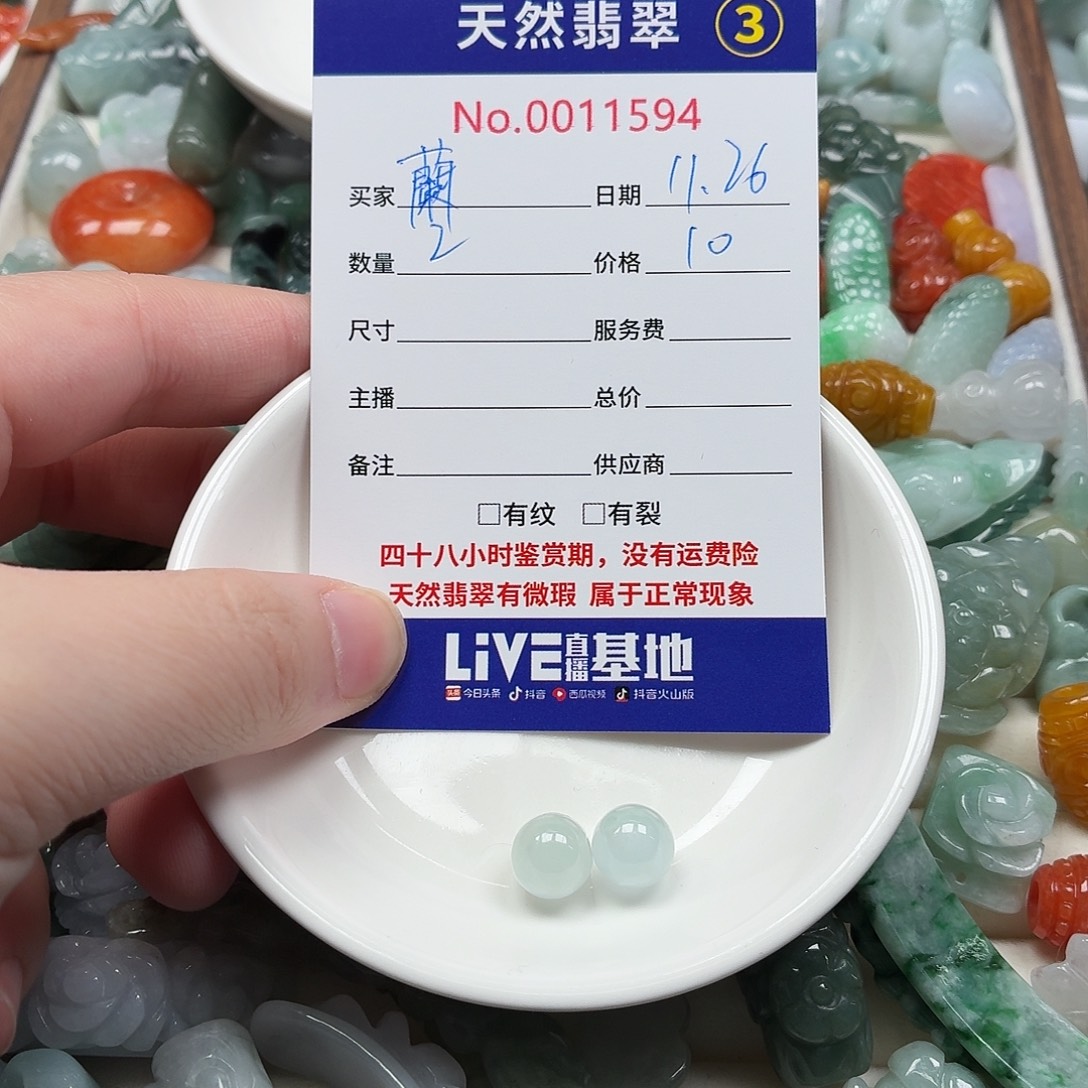 天然翡翠 3
No.0011594
买家 蘭 日期 11.26
数量 2 价格 10
尺寸 服务费
主播 总价
备注 供应商
□有纹 □有裂
四十八小时鉴赏期，没有运费险
天然翡翠有微瑕 属于正常现象
LiVE直播基地
头条 今日头条 抖音 西瓜视频 抖音火山版